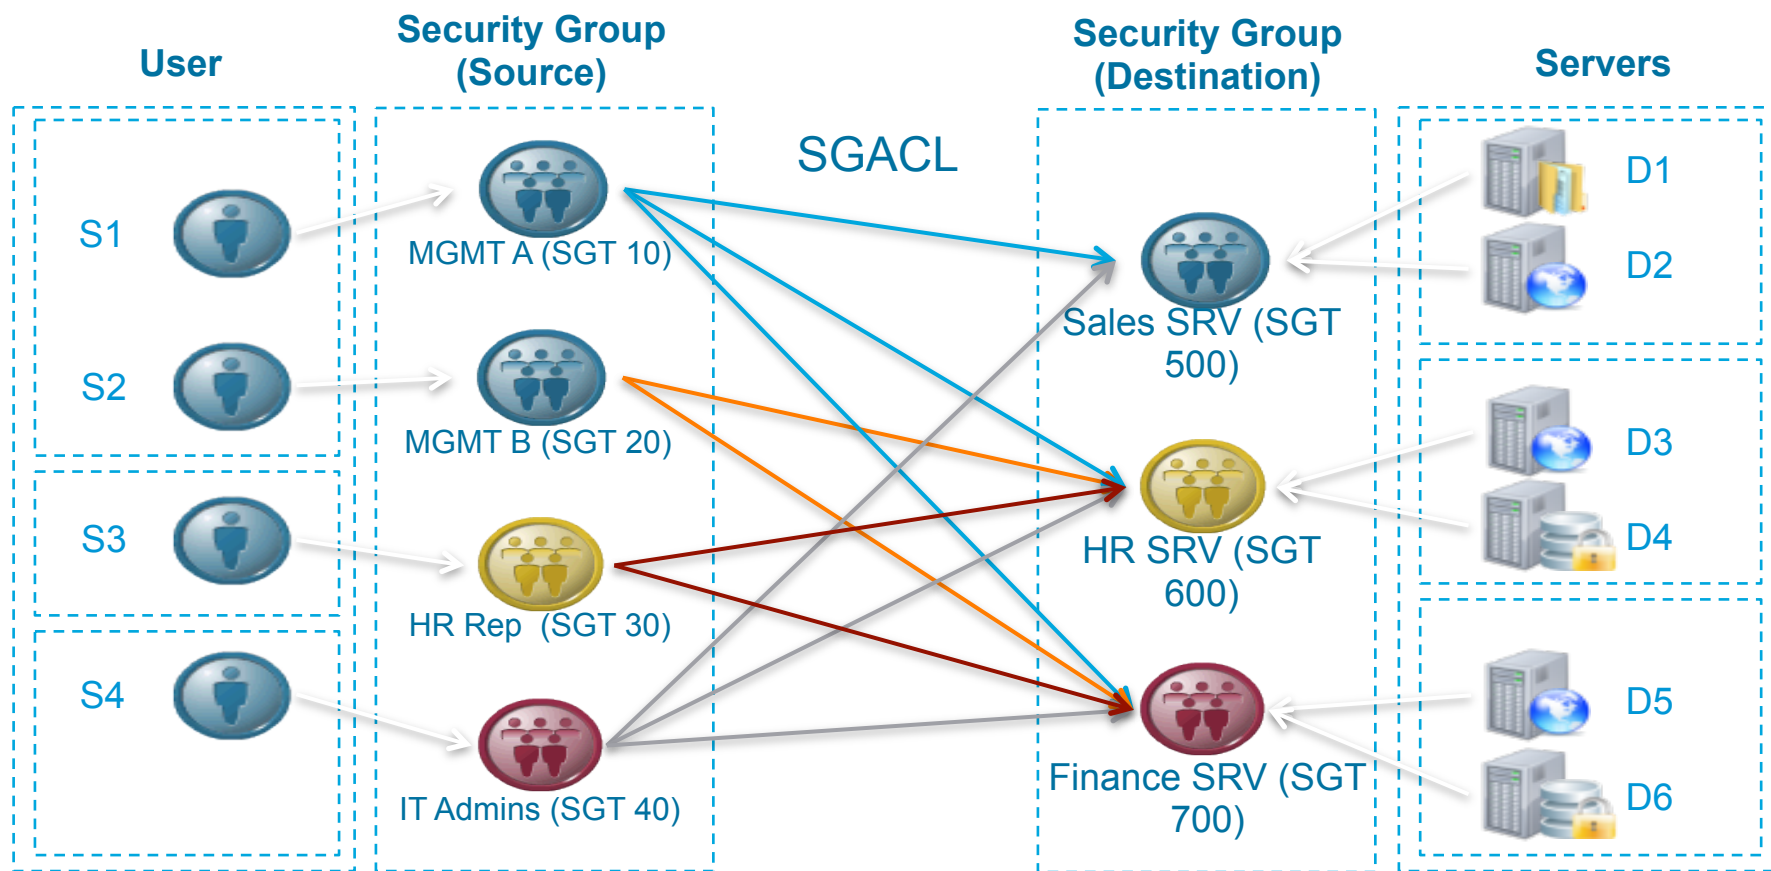 User
Security Group
(Source)
Security Group
(Destination)
Servers
SGACL
S1
MGMT A (SGT 10)
S2
MGMT B (SGT 20)
S3
HR Rep  (SGT 30)
S4
IT Admins (SGT 40)
Sales SRV (SGT
500)
HR SRV (SGT
600)
Finance SRV (SGT
700)
D1
D2
D3
D4
D5
D6